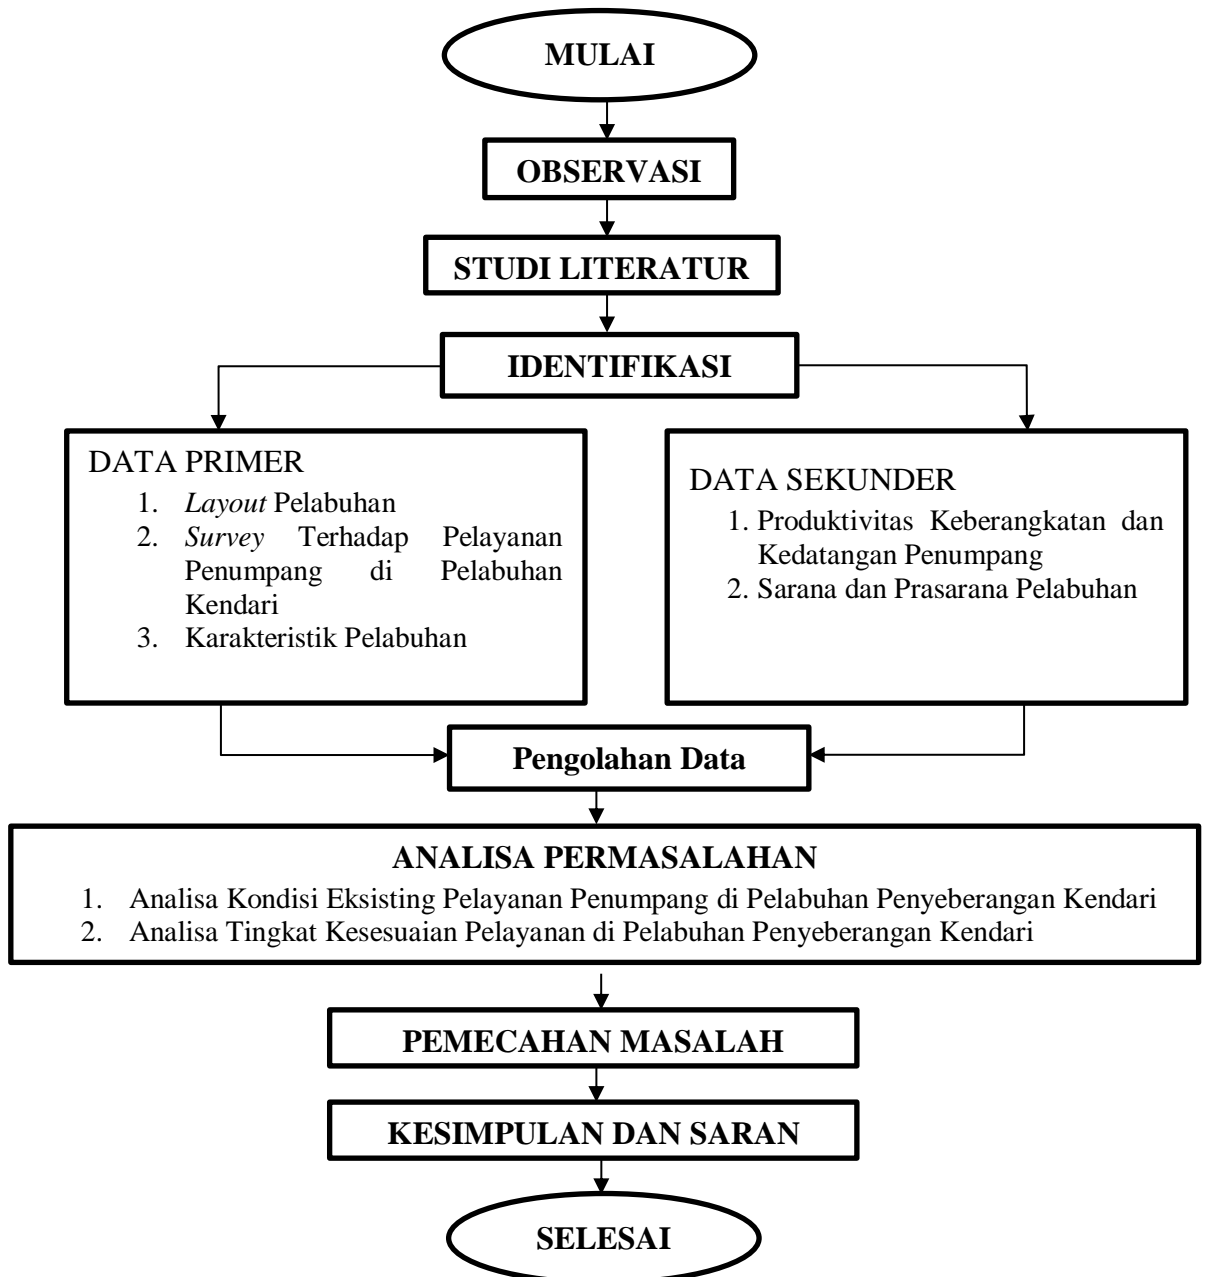 MULAI
OBSERVASI
STUDI LITERATUR
IDENTIFIKASI
DATA PRIMER
1. Layout Pelabuhan
2. Survey Terhadap Pelayanan
Penumpang di Pelabuhan
Kendari
3. Karakteristik Pelabuhan
DATA SEKUNDER
1. Produktivitas Keberangkatan dan
Kedatangan Penumpang
2. Sarana dan Prasarana Pelabuhan
Pengolahan Data
ANALISA PERMASALAHAN
1. Analisa Kondisi Eksisting Pelayanan Penumpang di Pelabuhan Penyeberangan Kendari
2. Analisa Tingkat Kesesuaian Pelayanan di Pelabuhan Penyeberangan Kendari
PEMECAHAN MASALAH
KESIMPULAN DAN SARAN
SELESAI